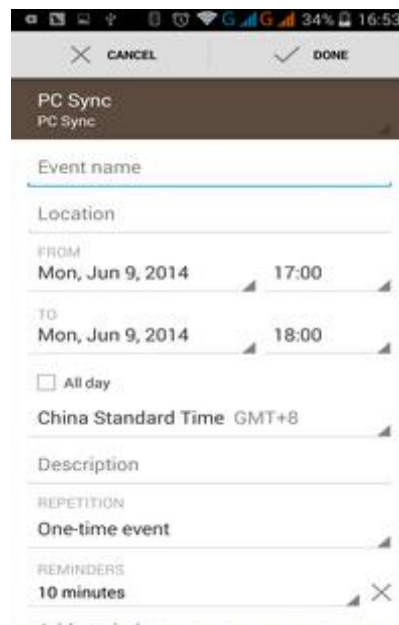 G G 34% 16:53
CANCEL DONE
PC Sync
PC Sync
Event name
Location
FROM
Mon, Jun 9, 2014 17:00
TO
Mon, Jun 9, 2014 18:00
All day
China Standard Time GMT+8
Description
REPETITION
One-time event
REMINDERS
10 minutes